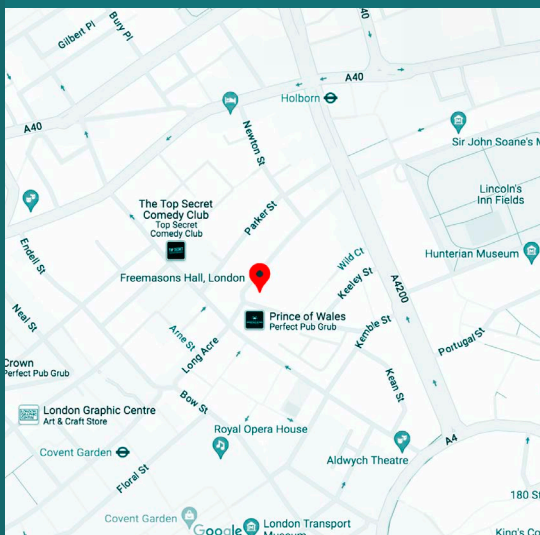 Gilbert Pl
Bury Pl
40
A40
A40
Holborn
Newton St
Sir John Soane's M
The Top Secret
Comedy Club
Top Secret
Comedy Club
Parker St
Lincoln's
Inn Fields
Endell St
Wild Ct
Hunterian Museum
Freemasons Hall, London
Keeley St
A4200
Neal St
Prince of Wales
Perfect Pub Grub
Arne St
Long Acre
Kemble St
Portugal St
Crown
Perfect Pub Grub
Kean St
Bow St
London Graphic Centre
Art & Craft Store
Royal Opera House
Covent Garden
A4
Aldwych Theatre
Floral St
180 St
Covent Garden
Google
London Transport
Museum
King's Co